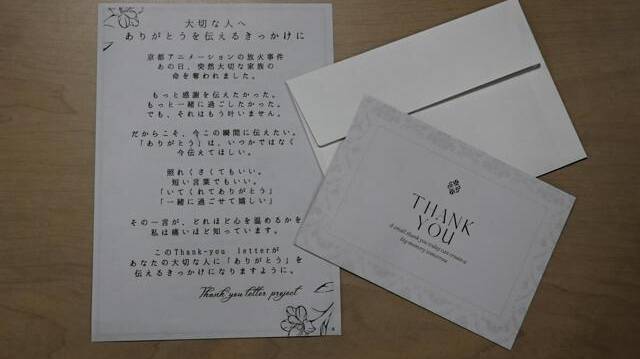 大切な人へ
ありがとうを伝えるきっかけに
京都アニメーションの放火事件
あの日、突然大切な家族の
命を奪われました。
もっと感謝を伝えたかった。
もっと一緒に過ごしたかった。
でも、それはもう叶いません。
だからこそ、今この瞬間に伝えたい。
「ありがとう」は、いつかではなく
今伝えてほしい。
照れくさくてもいい。
短い言葉でもいい。
「いてくれてありがとう」
「一緒に過ごせて嬉しい」
その一言が、どれほど心を温めるかを
私は痛いほど知っています。
このThank-you letterが
あなたの大切な人に「ありがとう」を
伝えるきっかけになりますように。
Thank you letter project
THANK
YOU
A small thank you today can create a
big memory tomorrow